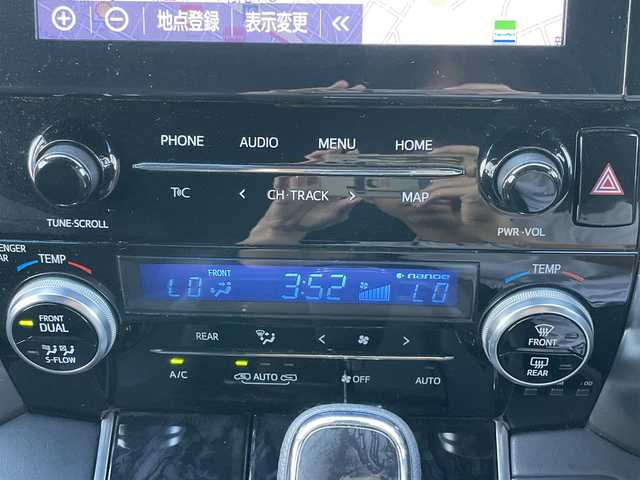 地点登録 表示変更 «
PHONE AUDIO MENU HOME
T C < CH·TRACK > MAP
TUNE·SCROLL
PWR·VOL
TEMP
TEMP
FRONT
LO 3:52 LO
nanoe
FRONT
DUAL
S-FLOW
REAR < >
A/C AUTO OFF AUTO
FRONT
REAR